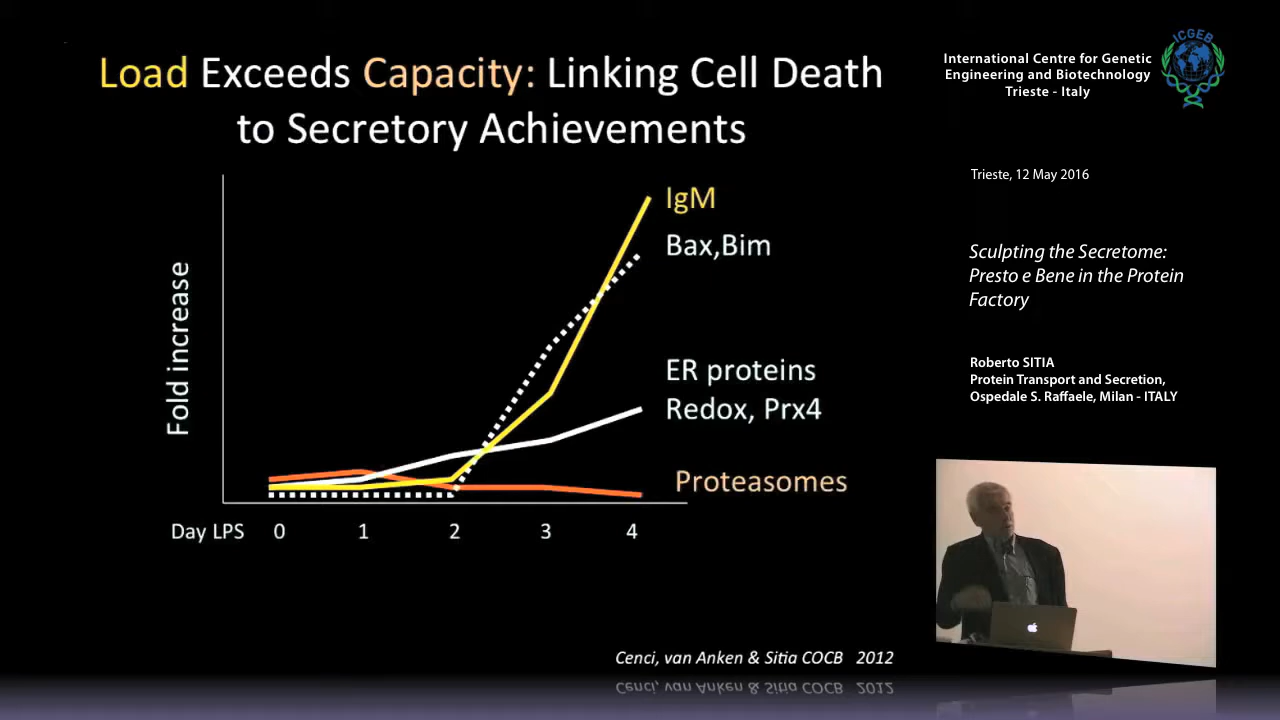 Load Exceeds Capacity: Linking Cell Death
to Secretory Achievements
Fold increase
IgM
Bax,Bim
ER proteins
Redox, Prx4
Proteasomes
Day LPS 0 1 2 3 4
Cenci, van Anken & Sitia COCB 2012
International Centre for Genetic
Engineering and Biotechnology
Trieste - Italy
ICGEB
Trieste, 12 May 2016
Sculpting the Secretome:
Presto e Bene in the Protein
Factory
Roberto SITIA
Protein Transport and Secretion,
Ospedale S. Raffaele, Milan - ITALY